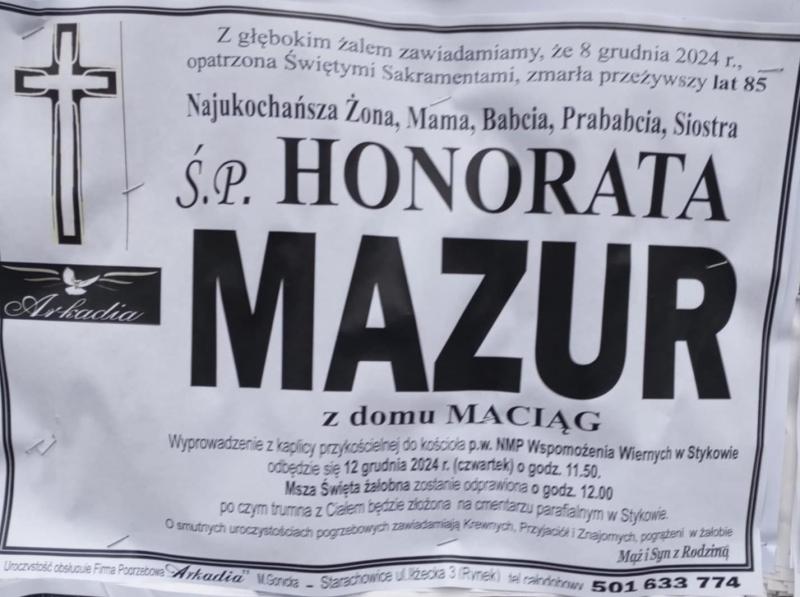 Z głębokim żalem zawiadamiamy, że 8 grudnia 2024 r.,
opatrzona Świętymi Sakramentami, zmarła przeżywszy lat 85
Najukochańsza Żona, Mama, Babcia, Prababcia, Siostra
Ś.P. HONORATA
MAZUR
Arkadia
z domu MACIĄG
Wyprowadzenie z kaplicy przykościelnej do kościoła p.w. NMP Wspomożenia Wiernych w Stykowie
odbędzie się 12 grudnia 2024 r. (czwartek) o godz. 11.50.
Msza Święta żałobna zostanie odprawiona o godz. 12.00
po czym trumna z Ciałem będzie złożona na cmentarzu parafialnym w Stykowie.
O smutnych uroczystościach pogrzebowych zawiadamiają Krewnych, Przyjaciół i Znajomych, pogrążeni w żałobie
Mąż i Syn z Rodziną
Uroczystość obsługuje Firma Pogrzebowa "Arkadia" M.Gonicka – Starachowice ul. Iłżecka 3 (Rynek) tel. całodobowy 501 633 774